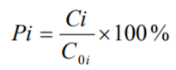 Pi = Ci / C₀ᵢ × 100%